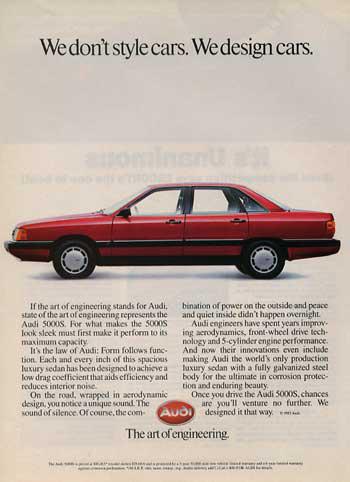 We don't style cars. We design cars.
If the art of engineering stands for Audi,
state of the art of engineering represents the
Audi 5000S. For what makes the 5000S
look sleek must first make it perform to its
maximum capacity.
It's the law of Audi: Form follows func-
tion. Each and every inch of this spacious
luxury sedan has been designed to achieve a
low drag coefficient that aids efficiency and
reduces interior noise.
On the road, wrapped in aerodynamic
design, you notice a unique sound. The
sound of silence. Of course, the com-
bination of power on the outside and peace
and quiet inside didn't happen overnight.
Audi engineers have spent years improv-
ing aerodynamics, front-wheel drive tech-
nology and 5-cylinder engine performance.
And now their innovations even include
making Audi the world's only production
luxury sedan with a fully galvanized steel
body for the ultimate in corrosion protec-
tion and enduring beauty.
Once you drive the Audi 5000S, chances
are you'll venture no further. We
designed it that way.
Audi
The art of engineering.